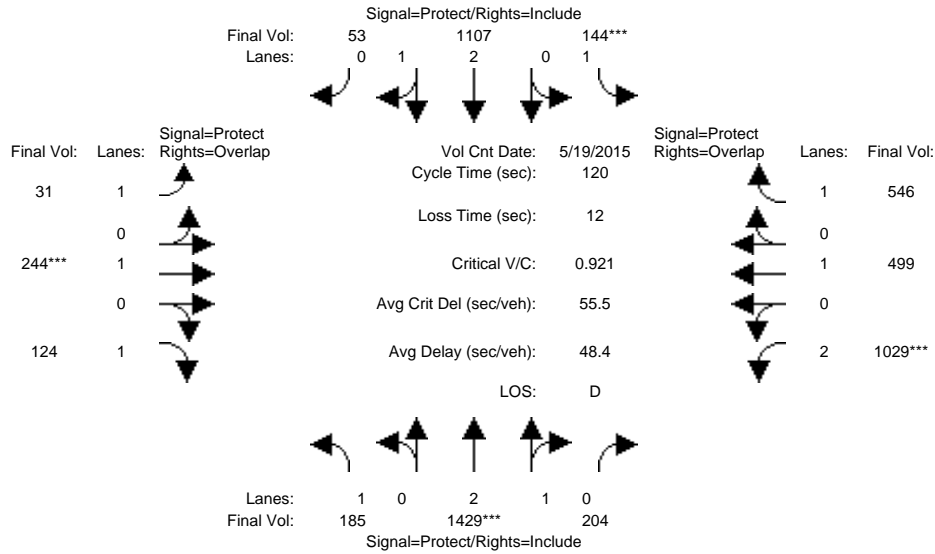 Signal=Protect/Rights=Include
Final Vol: 53 1107 144***
Lanes: 0 1 2 0 1
Signal=Protect Signal=Protect
Final Vol: Lanes: Rights=Overlap Vol Cnt Date: 5/19/2015 Rights=Overlap Lanes: Final Vol:
Cycle Time (sec): 120
31 1 1 546
Loss Time (sec): 12
0 0
244*** 1 Critical V/C: 0.921 1 499
0 Avg Crit Del (sec/veh): 55.5 0
124 1 Avg Delay (sec/veh): 48.4 2 1029***
LOS: D
Lanes: 1 0 2 1 0
Final Vol: 185 1429*** 204
Signal=Protect/Rights=Include